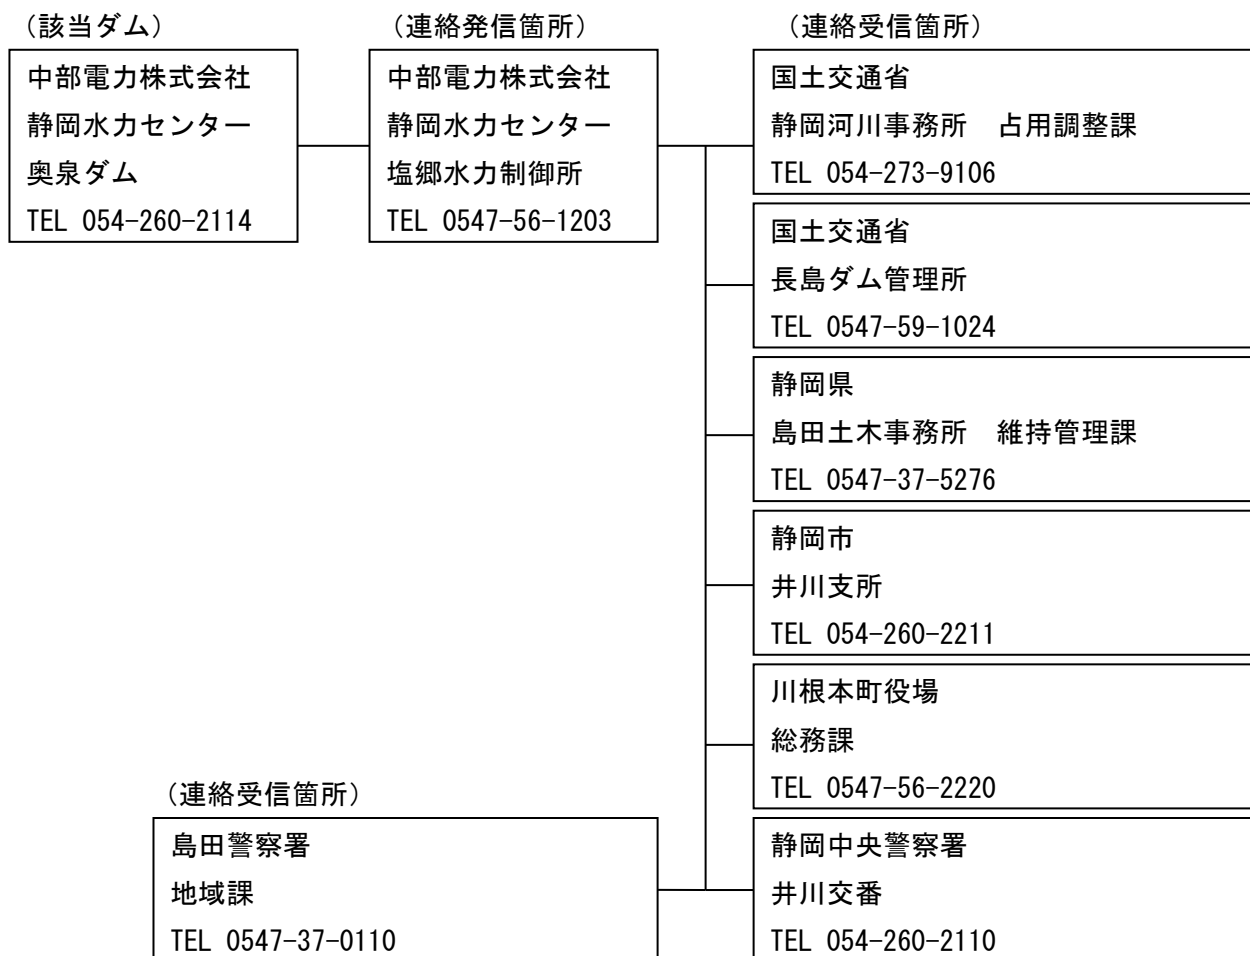 （該当ダム）
中部電力株式会社
静岡水力センター
奥泉ダム
TEL 054-260-2114
（連絡発信箇所）
中部電力株式会社
静岡水力センター
塩郷水力制御所
TEL 0547-56-1203
（連絡受信箇所）
国土交通省
静岡河川事務所　占用調整課
TEL 054-273-9106
国土交通省
長島ダム管理所
TEL 0547-59-1024
静岡県
島田土木事務所　維持管理課
TEL 0547-37-5276
静岡市
井川支所
TEL 054-260-2211
川根本町役場
総務課
TEL 0547-56-2220
静岡中央警察署
井川交番
TEL 054-260-2110
（連絡受信箇所）
島田警察署
地域課
TEL 0547-37-0110